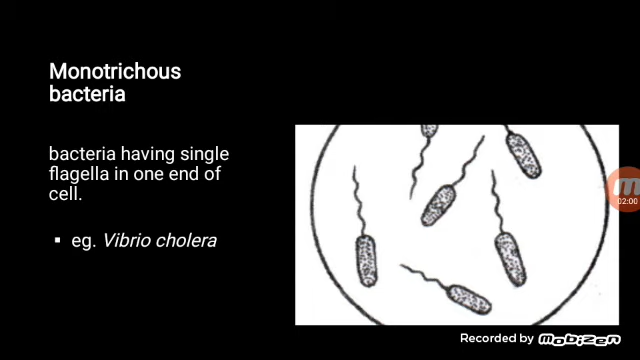 Monotrichous
bacteria
bacteria having single
flagella in one end of
cell.
▪ eg. Vibrio cholera
02:00
Recorded by mobizen